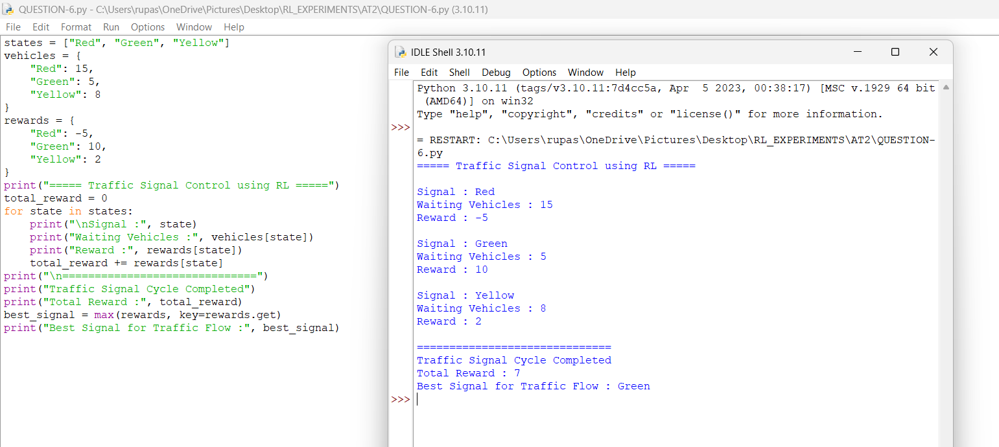 QUESTION-6.py - C:\Users\rupas\OneDrive\Pictures\Desktop\RL_EXPERIMENTS\AT2\QUESTION-6.py (3.10.11)
File Edit Format Run Options Window Help
states = ["Red", "Green", "Yellow"]
vehicles = {
    "Red": 15,
    "Green": 5,
    "Yellow": 8
}
rewards = {
    "Red": -5,
    "Green": 10,
    "Yellow": 2
}
print("===== Traffic Signal Control using RL =====")
total_reward = 0
for state in states:
    print("\nSignal :", state)
    print("Waiting Vehicles :", vehicles[state])
    print("Reward :", rewards[state])
    total_reward += rewards[state]
print("\n==============================")
print("Traffic Signal Cycle Completed")
print("Total Reward :", total_reward)
best_signal = max(rewards, key=rewards.get)
print("Best Signal for Traffic Flow :", best_signal)
IDLE Shell 3.10.11
File Edit Shell Debug Options Window Help
Python 3.10.11 (tags/v3.10.11:7d4cc5a, Apr  5 2023, 00:38:17) [MSC v.1929 64 bit
 (AMD64)] on win32
Type "help", "copyright", "credits" or "license()" for more information.
>>>
= RESTART: C:\Users\rupas\OneDrive\Pictures\Desktop\RL_EXPERIMENTS\AT2\QUESTION-
6.py
===== Traffic Signal Control using RL =====
Signal : Red
Waiting Vehicles : 15
Reward : -5
Signal : Green
Waiting Vehicles : 5
Reward : 10
Signal : Yellow
Waiting Vehicles : 8
Reward : 2
==============================
Traffic Signal Cycle Completed
Total Reward : 7
Best Signal for Traffic Flow : Green
>>>